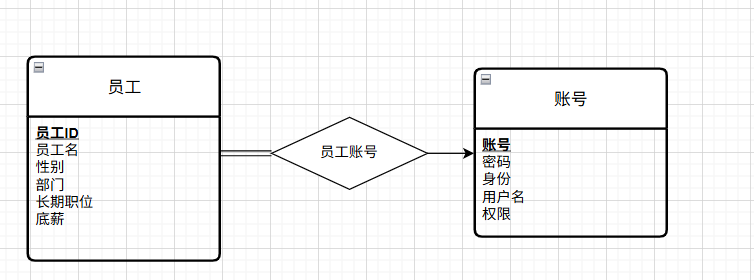 员工
员工ID
员工名
性别
部门
长期职位
底薪
员工账号
账号
账号
密码
身份
用户名
权限